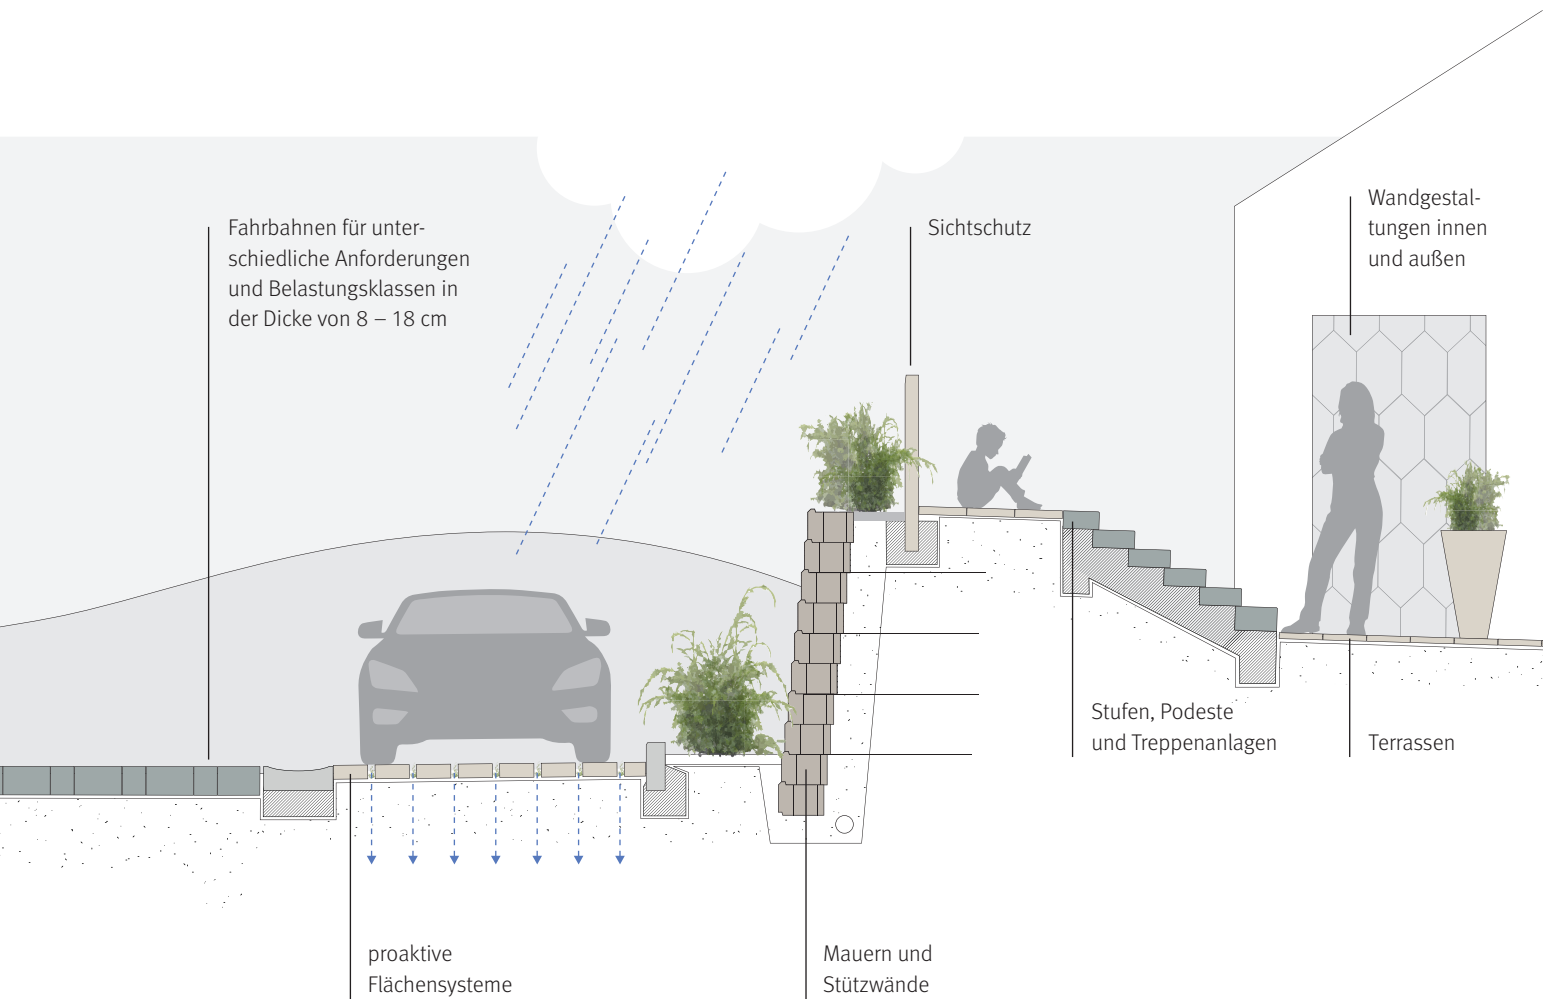 Fahrbahnen für unter-
schiedliche Anforderungen
und Belastungsklassen in
der Dicke von 8 – 18 cm
Sichtschutz
Wandgestal-
tungen innen
und außen
Stufen, Podeste
und Treppenanlagen
Terrassen
proaktive
Flächensysteme
Mauern und
Stützwände